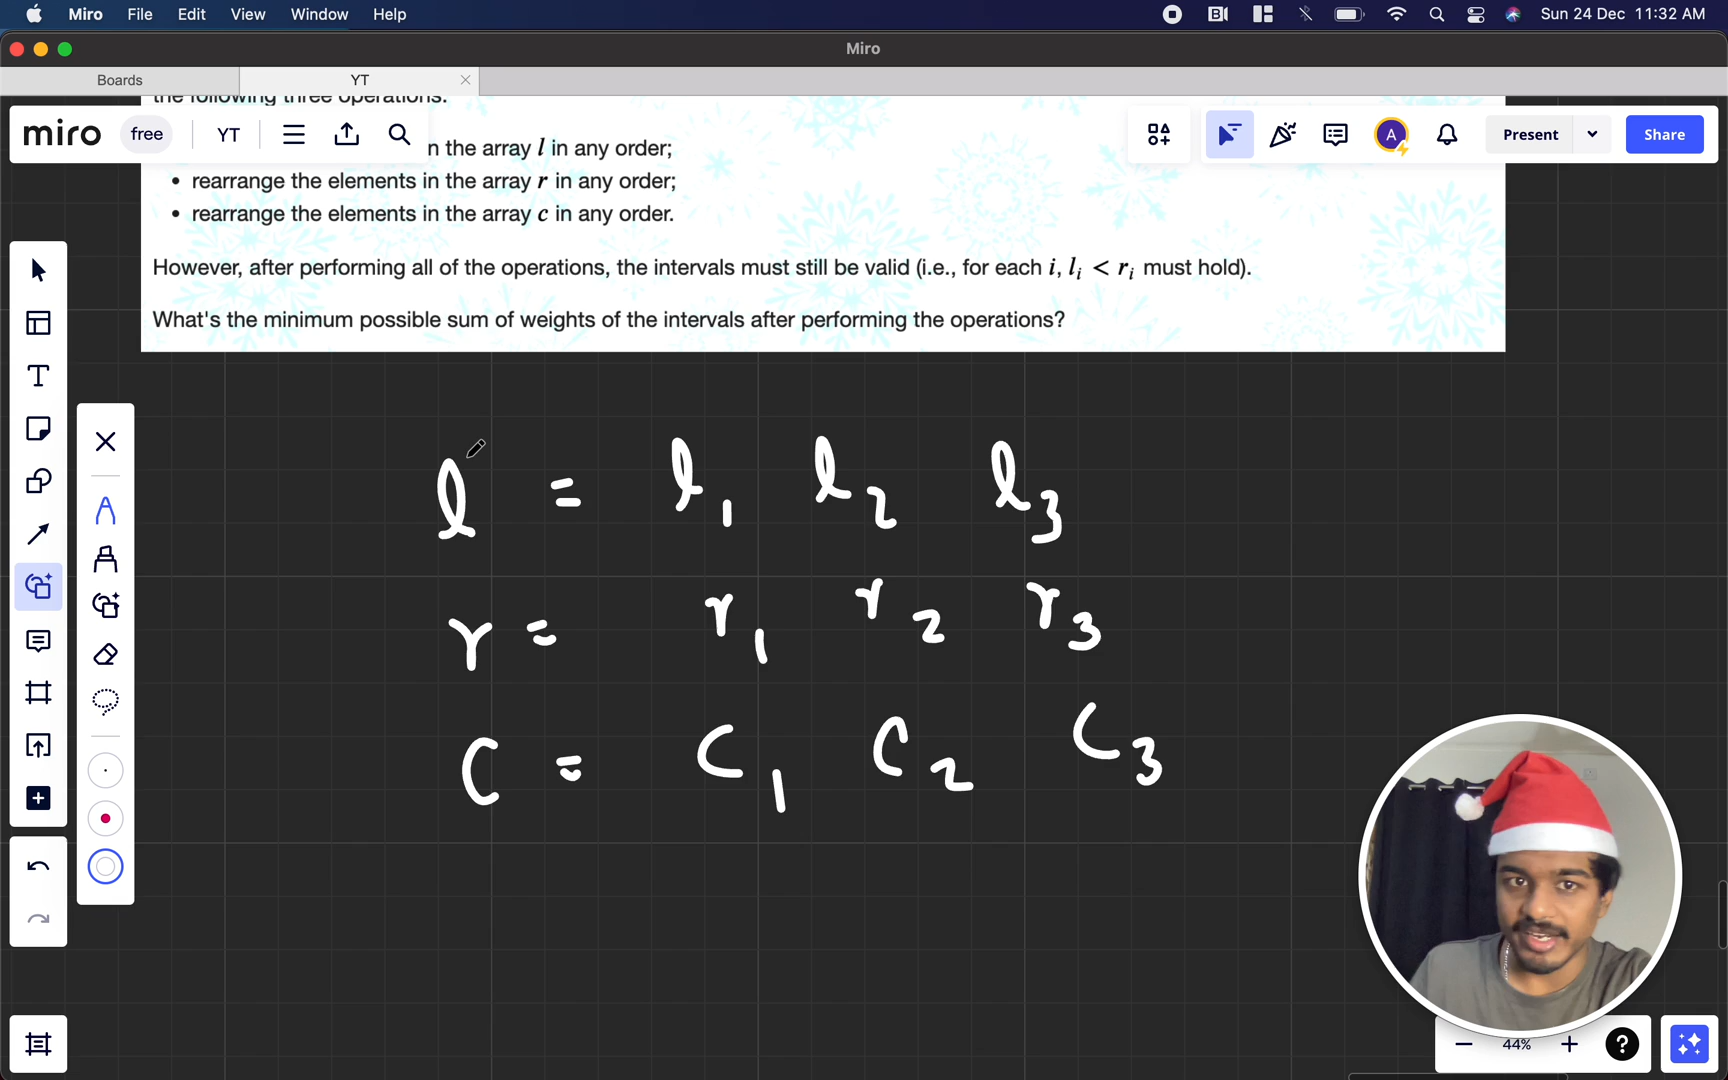 Miro File Edit View Window Help Sun 24 Dec 11:32 AM
Miro
Boards YT
the following three operations:
miro free YT Present Share
n the array l in any order;
• rearrange the elements in the array r in any order;
• rearrange the elements in the array c in any order.
However, after performing all of the operations, the intervals must still be valid (i.e., for each i, lᵢ < rᵢ must hold).
What's the minimum possible sum of weights of the intervals after performing the operations?
l = l₁ l₂ l₃
r = r₁ r₂ r₃
C = C₁ C₂ C₃
44%
A